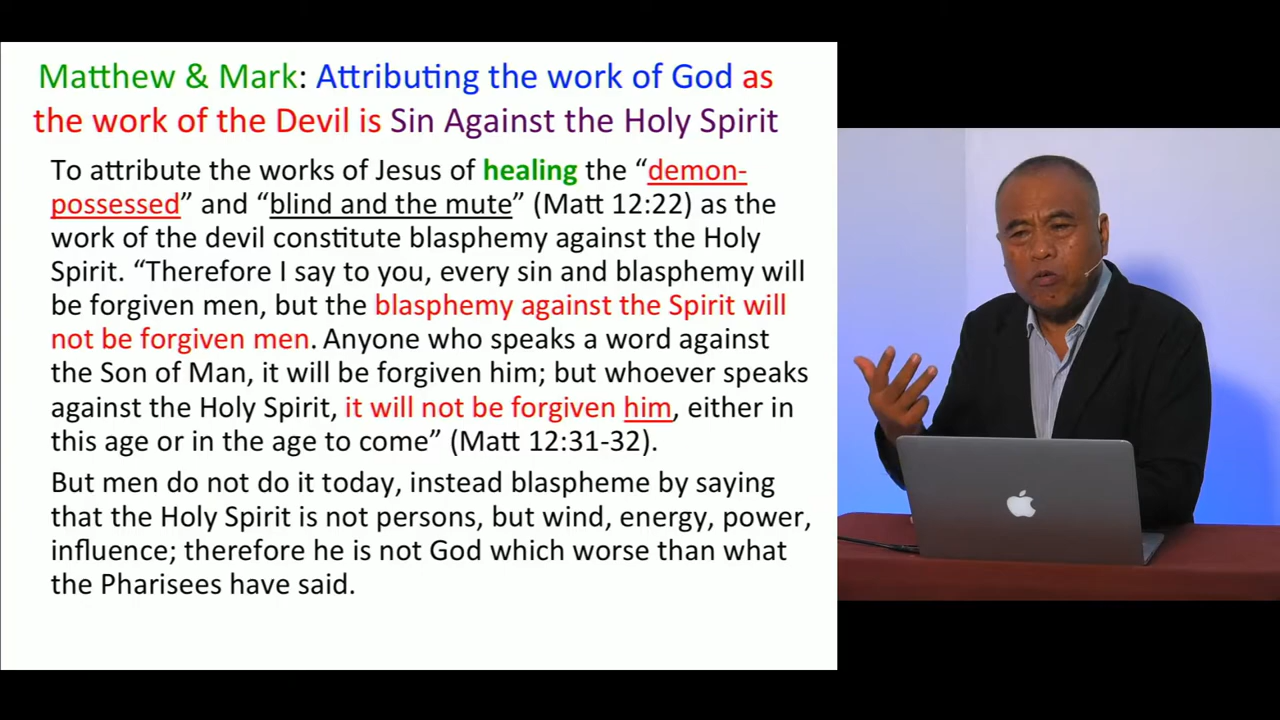 Matthew & Mark: Attributing the work of God as
the work of the Devil is Sin Against the Holy Spirit
To attribute the works of Jesus of healing the “demon-
possessed” and “blind and the mute” (Matt 12:22) as the
work of the devil constitute blasphemy against the Holy
Spirit. “Therefore I say to you, every sin and blasphemy will
be forgiven men, but the blasphemy against the Spirit will
not be forgiven men. Anyone who speaks a word against
the Son of Man, it will be forgiven him; but whoever speaks
against the Holy Spirit, it will not be forgiven him, either in
this age or in the age to come” (Matt 12:31-32).
But men do not do it today, instead blaspheme by saying
that the Holy Spirit is not persons, but wind, energy, power,
influence; therefore he is not God which worse than what
the Pharisees have said.